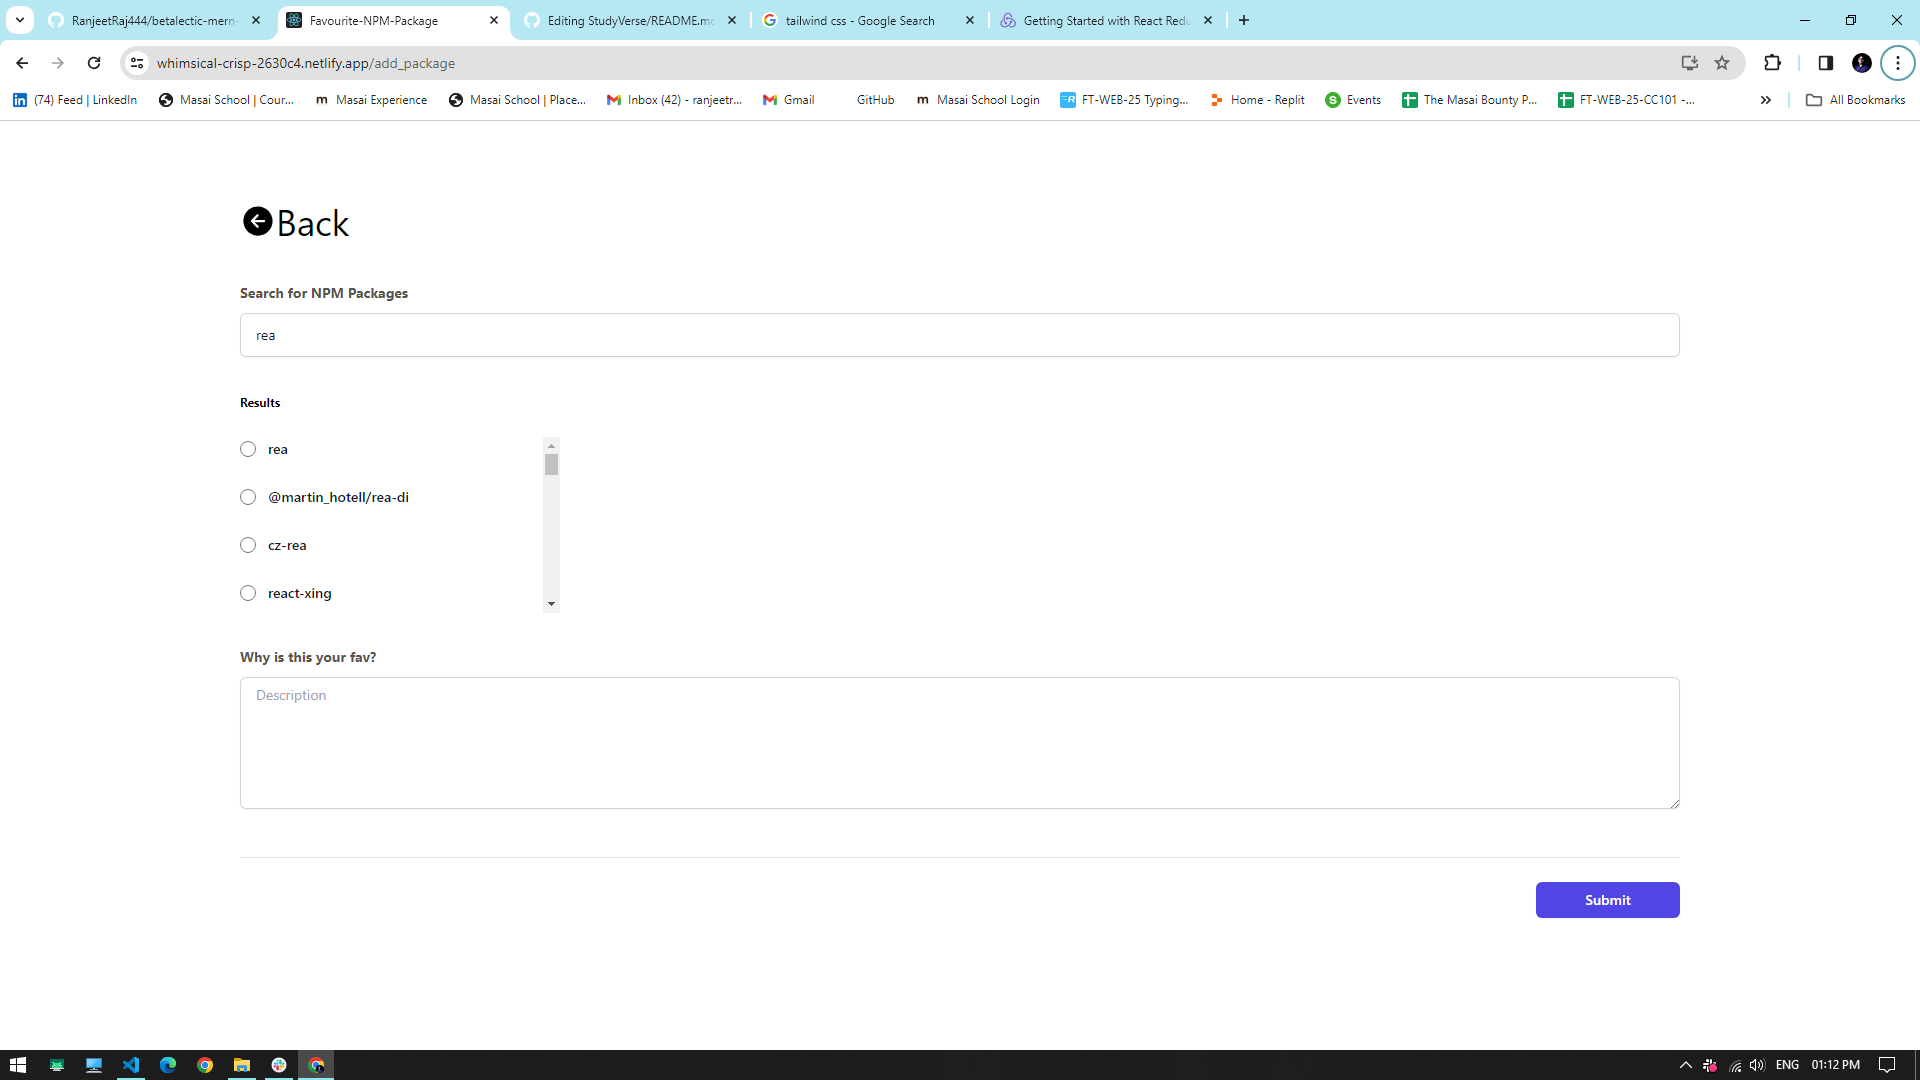 RanjeetRaj444/betalectic-mern-
Favourite-NPM-Package
Editing StudyVerse/README.md
tailwind css - Google Search
Getting Started with React Redu
whimsical-crisp-2630c4.netlify.app/add_package
(74) Feed | LinkedIn
Masai School | Cour...
Masai Experience
Masai School | Place...
Inbox (42) - ranjeetr...
Gmail
GitHub
Masai School Login
FT-WEB-25 Typing...
Home - Replit
Events
The Masai Bounty P...
FT-WEB-25-CC101 -...
All Bookmarks
Back
Search for NPM Packages
rea
Results
rea
@martin_hotell/rea-di
cz-rea
react-xing
Why is this your fav?
Description
Submit
ENG
01:12 PM